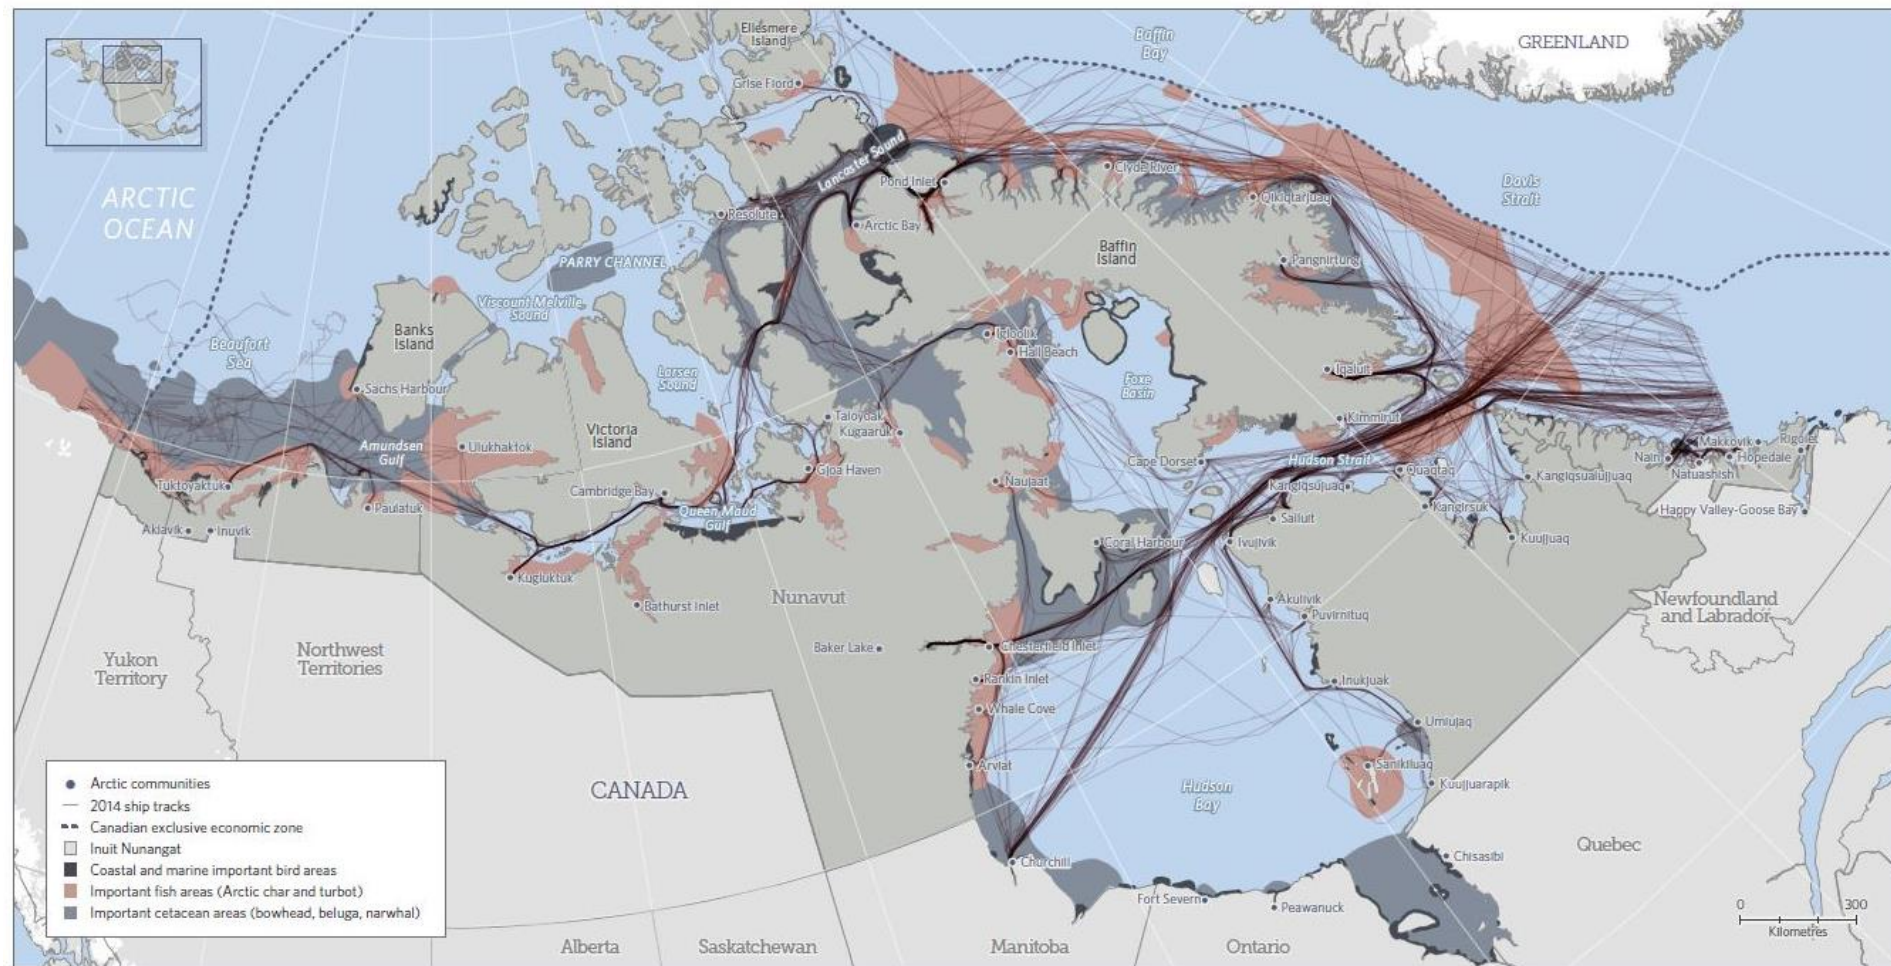 Ellesmere
Island
Baffin
Bay
GREENLAND
Grise Fiord
ARCTIC
OCEAN
Lancaster Sound
Pond Inlet
Clyde River
Davis
Strait
Resolute
Arctic Bay
Qikiqtarjuaq
PARRY CHANNEL
Baffin
Island
Pangnirtung
Viscount Melville
Sound
Banks
Island
Beaufort
Sea
Igloolik
Hall Beach
Larsen
Sound
Foxe
Basin
Iqaluit
Sachs Harbour
Taloyoak
Kugaaruk
Kimmirut
Victoria
Island
Amundsen
Gulf
Ulukhaktok
Makkovik
Rigolet
Nain
Hopedale
Natuashish
Gjoa Haven
Cape Dorset
Hudson Strait
Quaqtaq
Kangiqsualujjuaq
Tuktoyaktuk
Cambridge Bay
Naujaat
Kangiqsujuaq
Paulatuk
Queen Maud
Gulf
Kangirsuk
Happy Valley-Goose Bay
Salluit
Aklavik
Inuvik
Coral Harbour
Ivujivik
Kuujjuaq
Kugluktuk
Bathurst Inlet
Nunavut
Akulivik
Puvirnituq
Newfoundland
and Labrador
Yukon
Territory
Northwest
Territories
Baker Lake
Chesterfield Inlet
Rankin Inlet
Inukjuak
Whale Cove
Umiujaq
Arviat
Sanikiluaq
Kuujjuarapik
CANADA
Hudson
Bay
Churchill
Chisasibi
Quebec
Fort Severn
Peawanuck
Alberta
Saskatchewan
Manitoba
Ontario
Arctic communities
2014 ship tracks
Canadian exclusive economic zone
Inuit Nunangat
Coastal and marine important bird areas
Important fish areas (Arctic char and turbot)
Important cetacean areas (bowhead, beluga, narwhal)
0 300
Kilometres